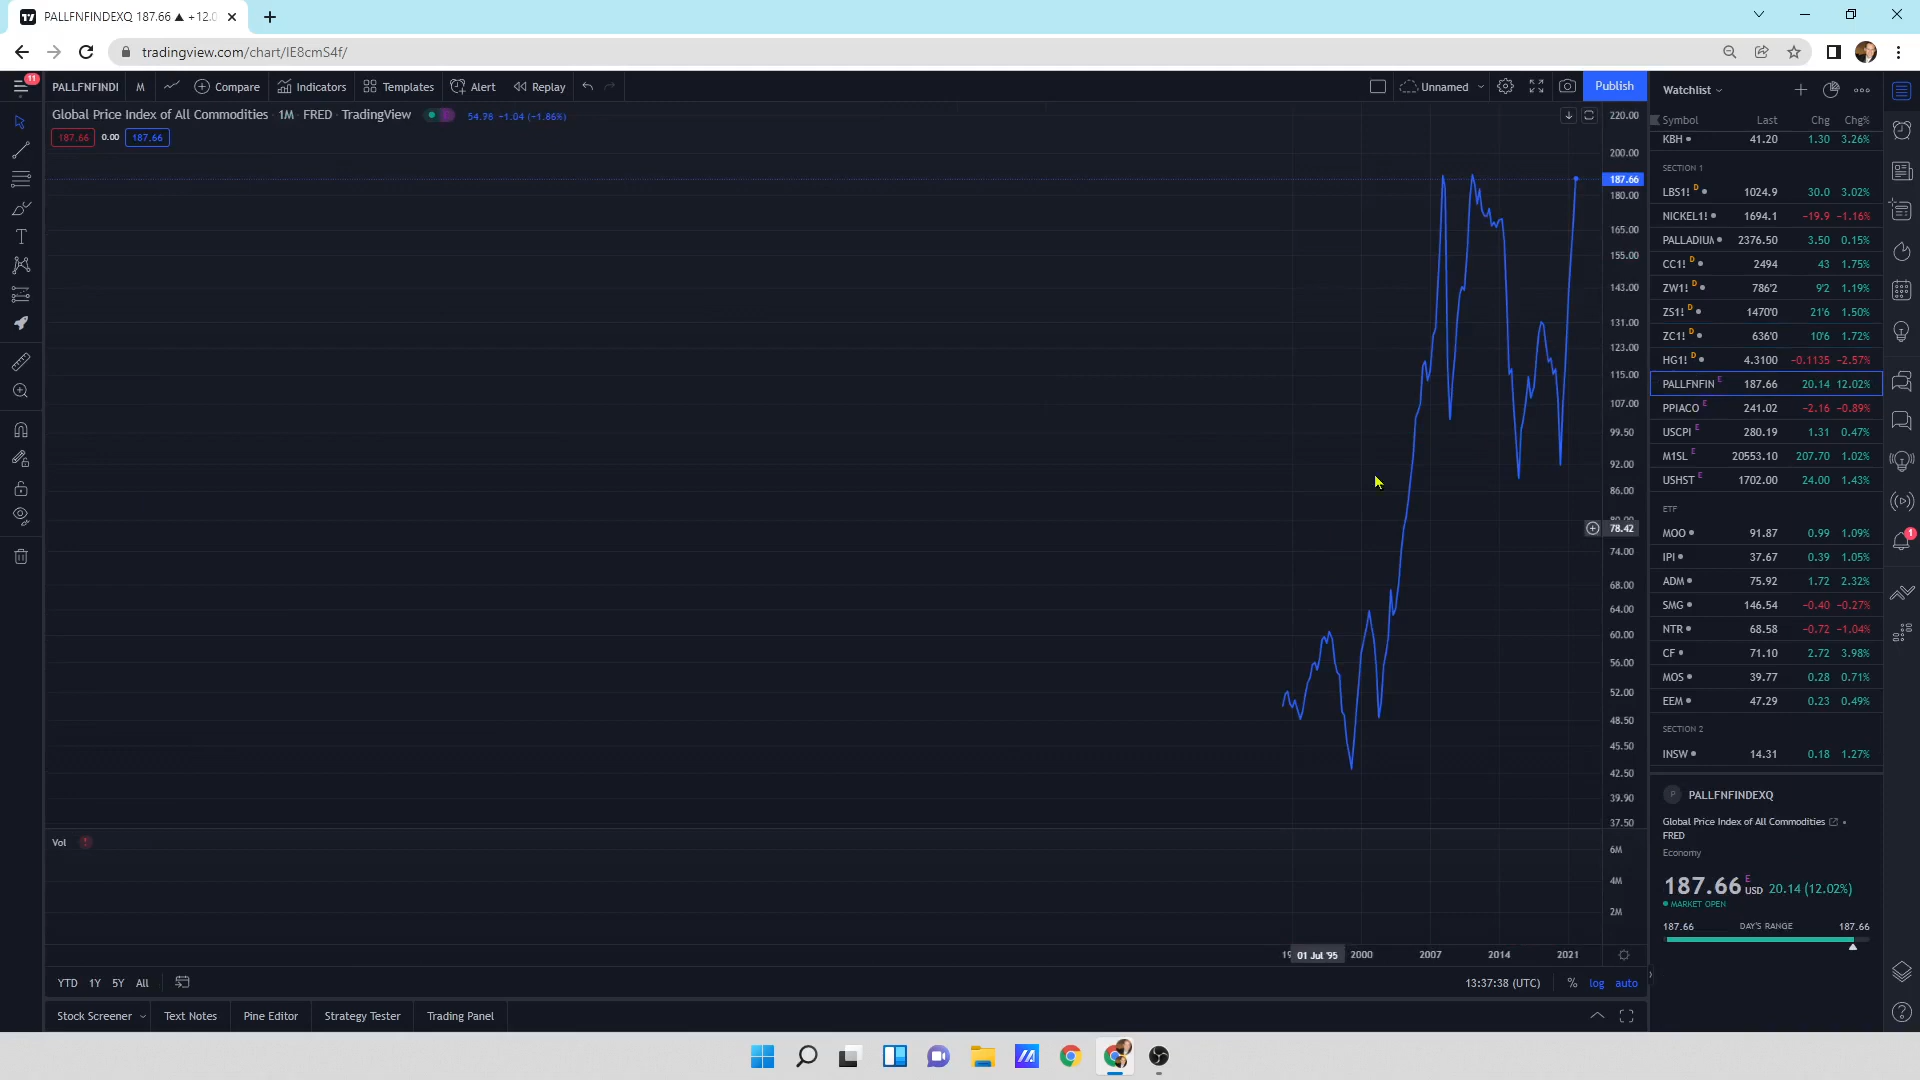 PALLFNFINDEXQ 187.66 ▲ +12.0
tradingview.com/chart/IE8cmS4f/
11
PALLFNFINDI M Compare Indicators Templates Alert Replay Unnamed Publish
Global Price Index of All Commodities · 1M · FRED · TradingView 54.96 −1.04 (−1.86%)
187.66 0.00 187.66
220.00
200.00
187.66
180.00
165.00
155.00
143.00
131.00
123.00
115.00
107.00
99.50
92.00
86.00
78.42
74.00
68.00
64.00
60.00
56.00
52.00
48.50
45.50
42.50
39.90
37.50
Vol
6M
4M
2M
01 Jul '95 2000 2007 2014 2021
YTD 1Y 5Y All 13:37:38 (UTC) % log auto
Stock Screener Text Notes Pine Editor Strategy Tester Trading Panel
Watchlist
Symbol Last Chg Chg%
KBH 41.20 1.30 3.26%
SECTION 1
LBS1! D 1024.9 30.0 3.02%
NICKEL1! 1694.1 −19.9 −1.16%
PALLADIUM 2376.50 3.50 0.15%
CC1! D 2494 43 1.75%
ZW1! D 786'2 9'2 1.19%
ZS1! D 1470'0 21'6 1.50%
ZC1! D 636'0 10'6 1.72%
HG1! D 4.3100 −0.1135 −2.57%
PALLFNFIN E 187.66 20.14 12.02%
PPIACO E 241.02 −2.16 −0.89%
USCPI E 280.19 1.31 0.47%
M1SL E 20553.10 207.70 1.02%
USHST E 1702.00 24.00 1.43%
ETF
MOO 91.87 0.99 1.09%
IPI 37.67 0.39 1.05%
ADM 75.92 1.72 2.32%
SMG 146.54 −0.40 −0.27%
NTR 68.58 −0.72 −1.04%
CF 71.10 2.72 3.98%
MOS 39.77 0.28 0.71%
EEM 47.29 0.23 0.49%
SECTION 2
INSW 14.31 0.18 1.27%
P PALLFNFINDEXQ
Global Price Index of All Commodities
FRED
Economy
187.66 E USD 20.14 (12.02%)
MARKET OPEN
187.66 DAY'S RANGE 187.66
1